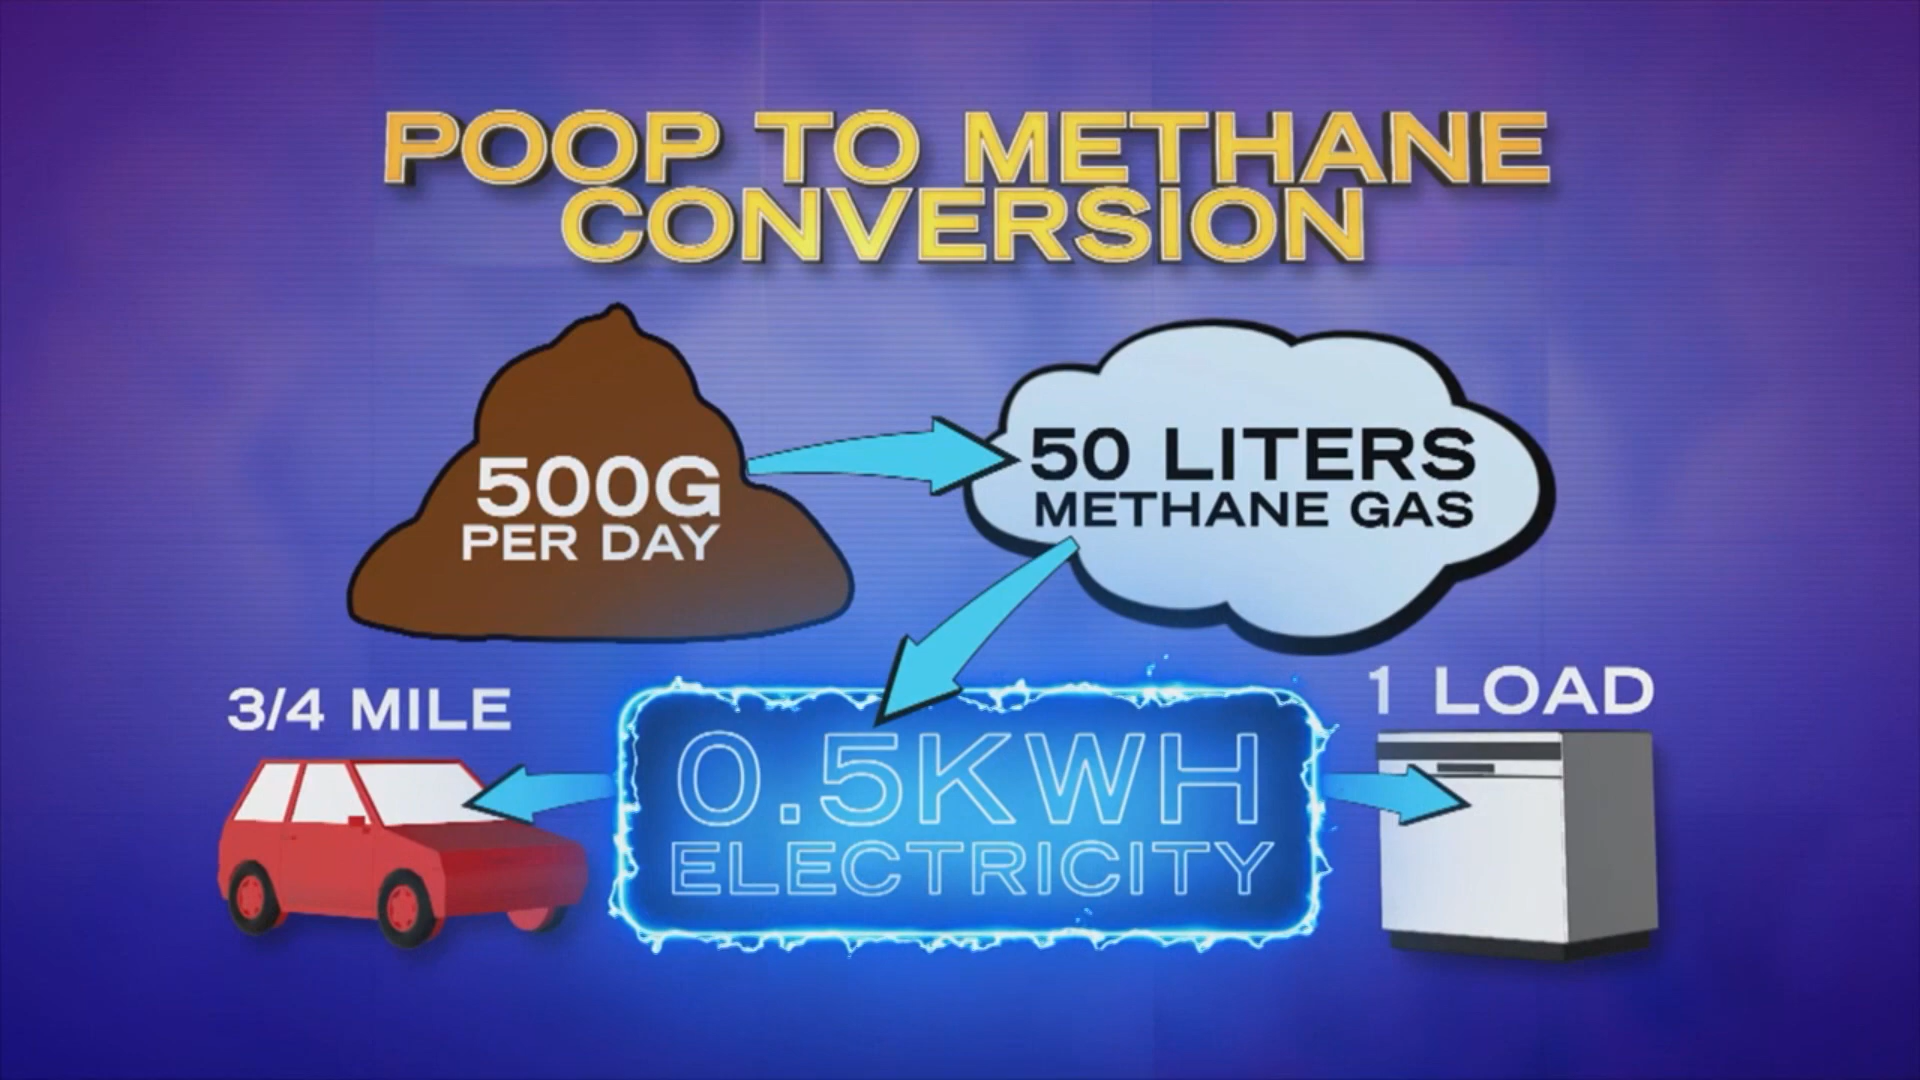 POOP TO METHANE
CONVERSION
500G
PER DAY
50 LITERS
METHANE GAS
3/4 MILE
0.5KWH
ELECTRICITY
1 LOAD